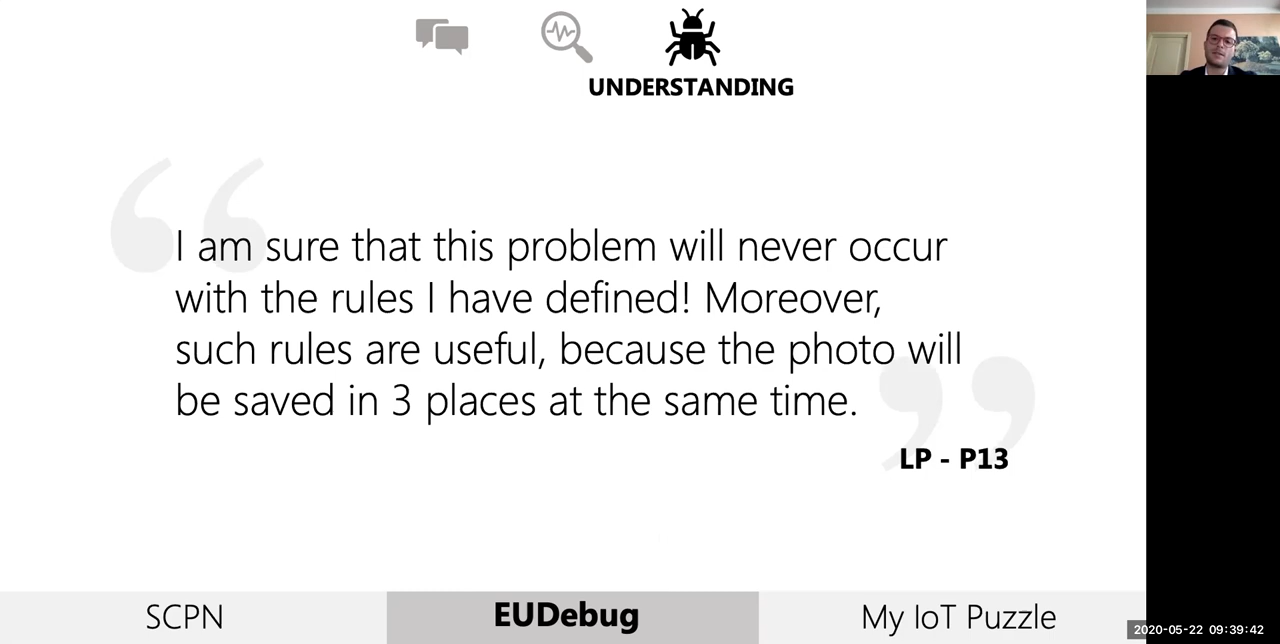 UNDERSTANDING
I am sure that this problem will never occur
with the rules I have defined! Moreover,
such rules are useful, because the photo will
be saved in 3 places at the same time.
LP - P13
SCPN
EUDebug
My IoT Puzzle
2020-05-22 09:39:42